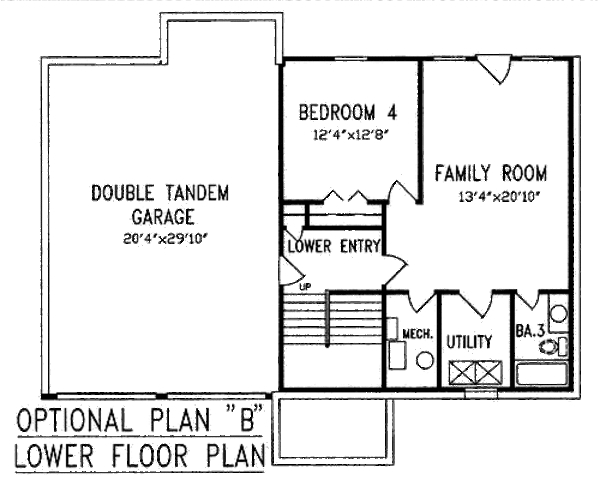 BEDROOM 4
12'4"x12'8"
FAMILY ROOM
13'4"x20'10"
DOUBLE TANDEM
GARAGE
20'4"x29'10"
LOWER ENTRY
UP
MECH.
UTILITY
BA.3
OPTIONAL PLAN "B"
LOWER FLOOR PLAN